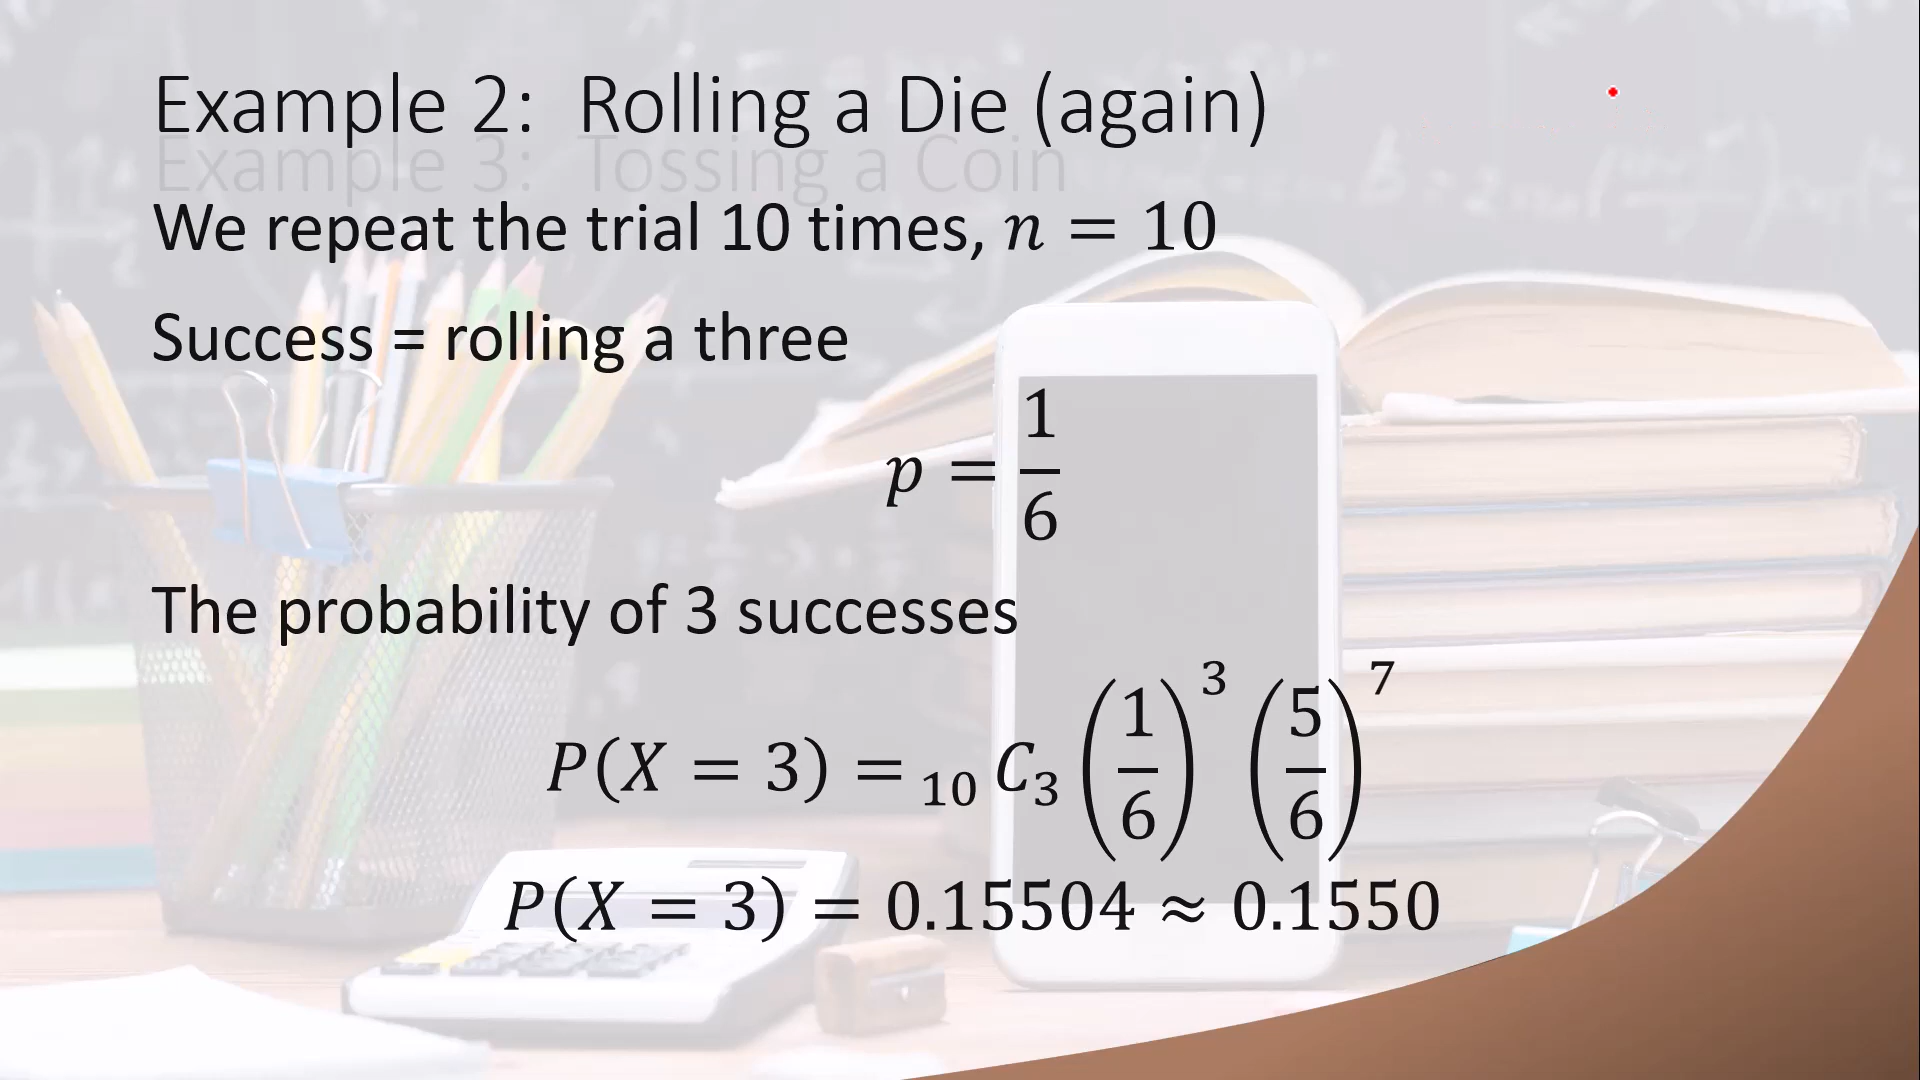 Example 2: Rolling a Die (again)
Example 3: Tossing a Coin
We repeat the trial 10 times, n = 10
Success = rolling a three
p = 1/6
The probability of 3 successes
P(X = 3) = ₁₀C₃ (1/6)³ (5/6)⁷
P(X = 3) = 0.15504 ≈ 0.1550